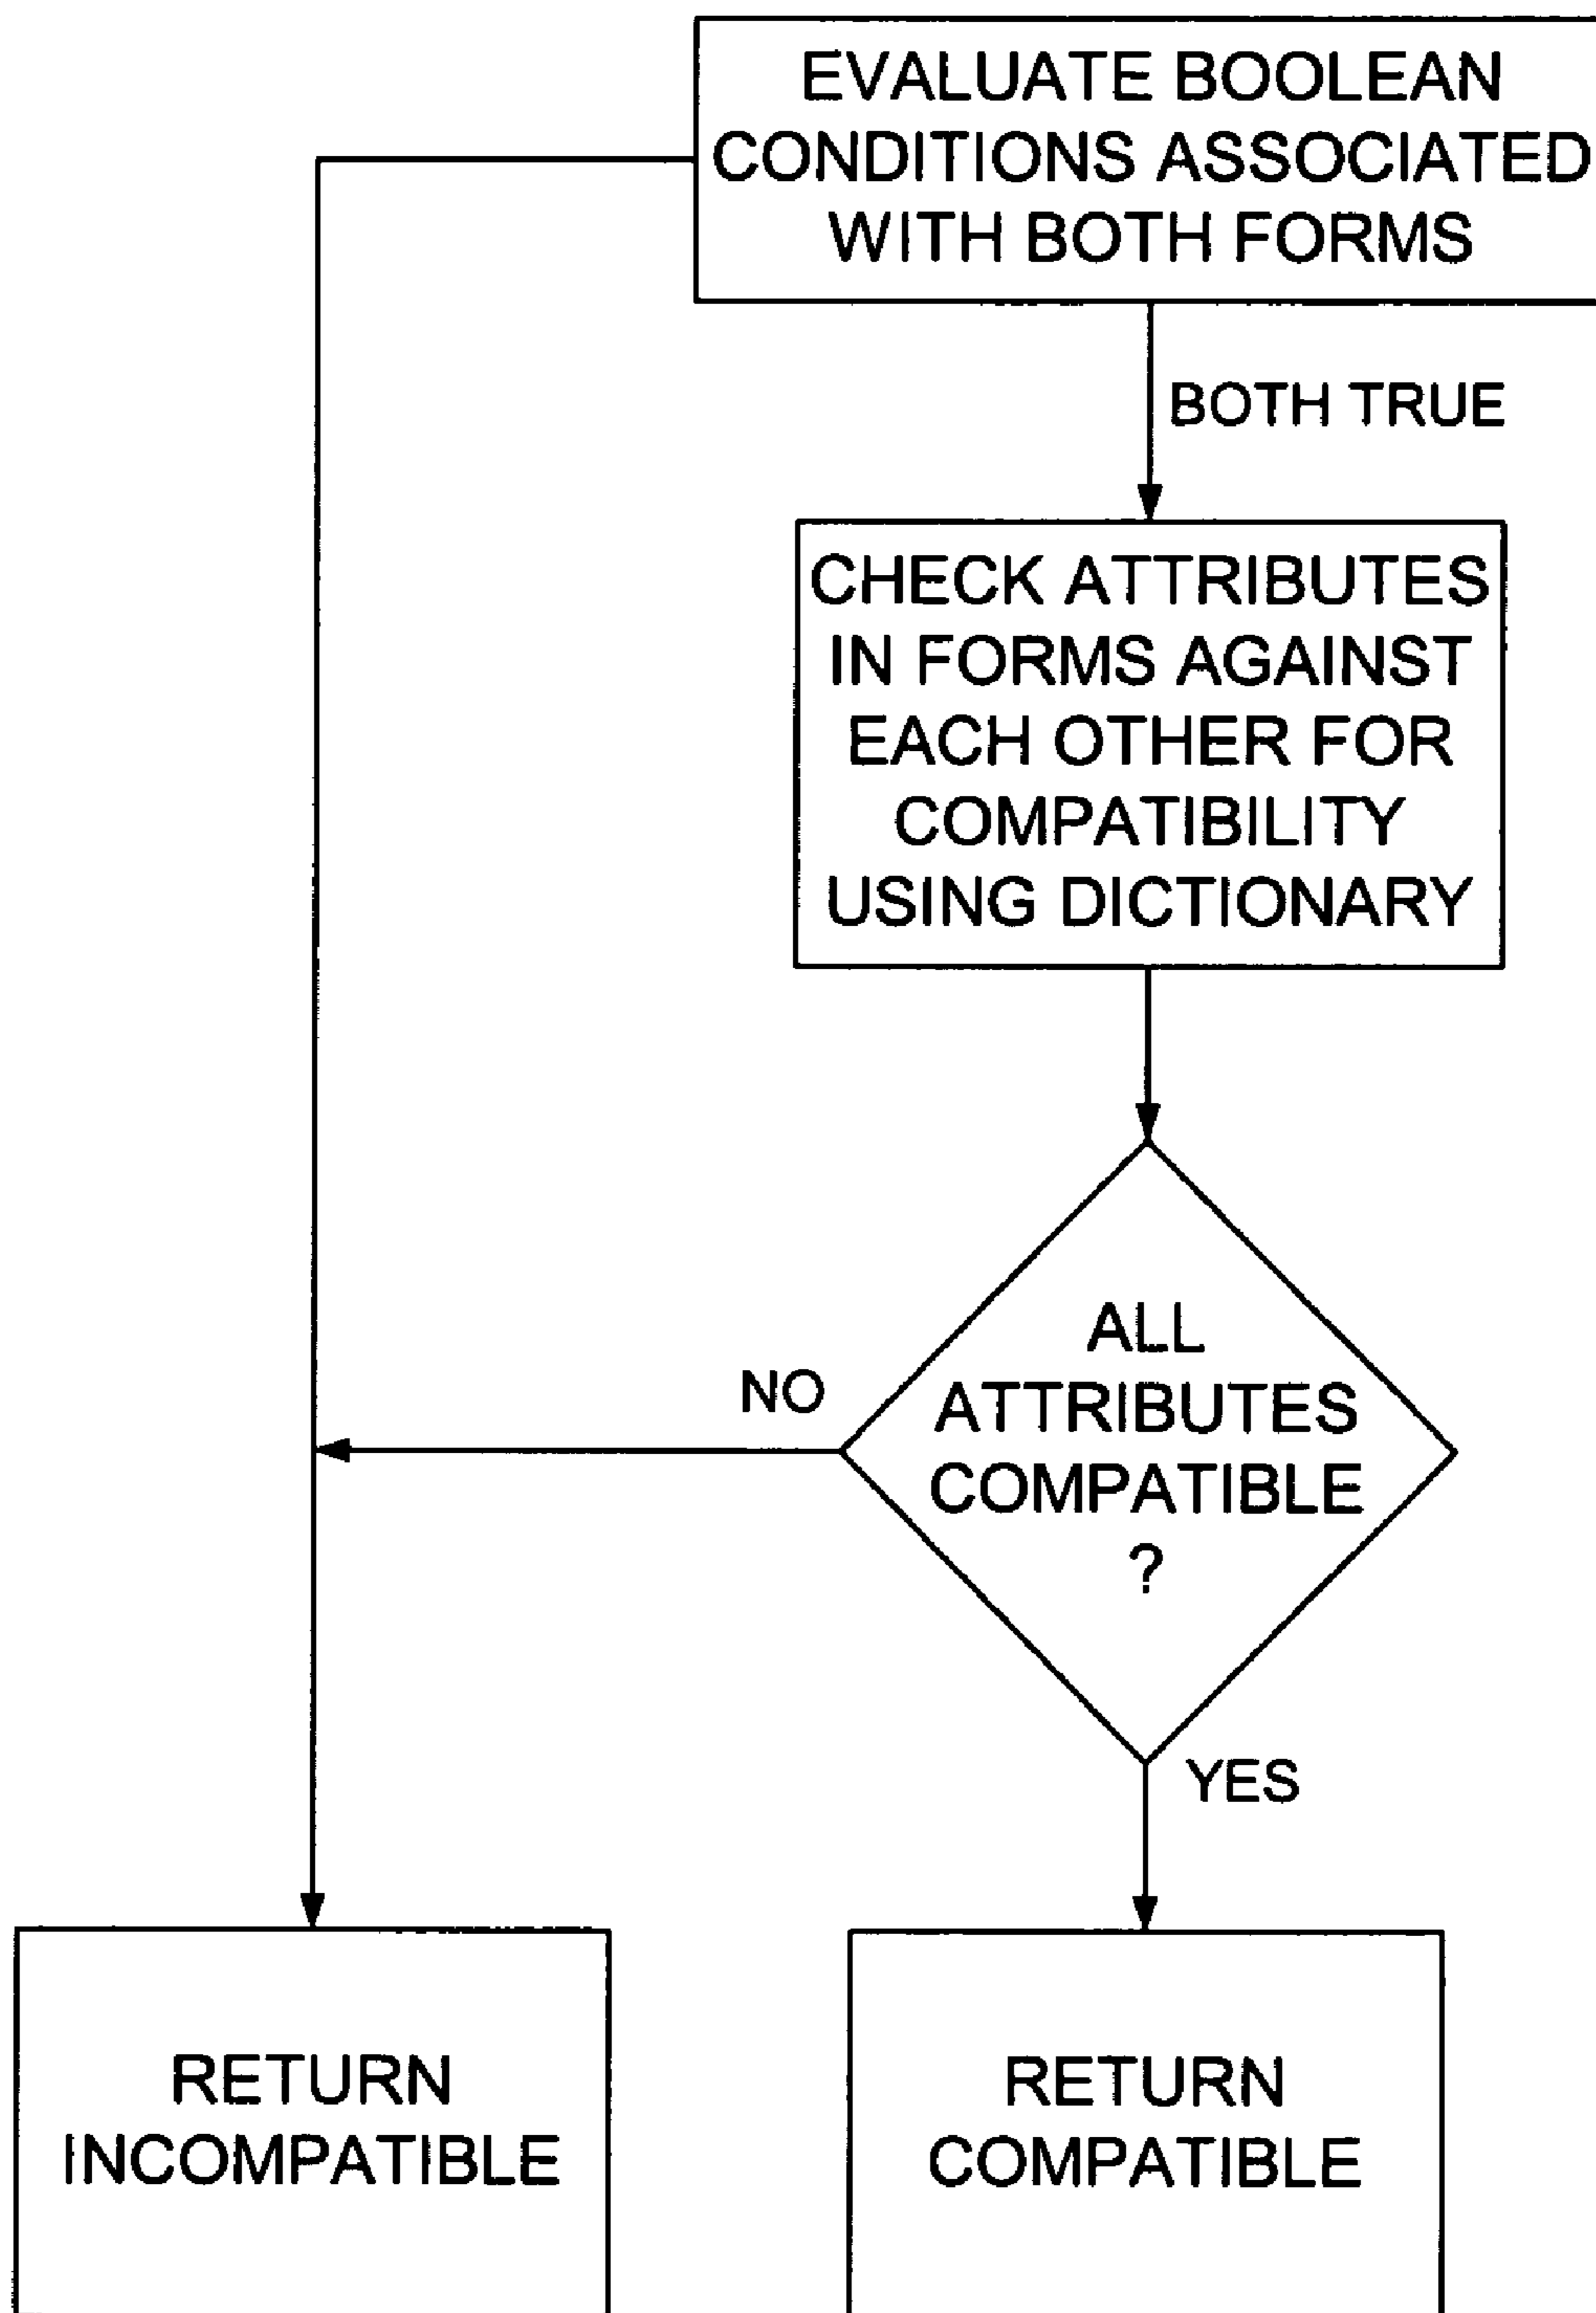 EVALUATE BOOLEAN
CONDITIONS ASSOCIATED
WITH BOTH FORMS
BOTH TRUE
CHECK ATTRIBUTES
IN FORMS AGAINST
EACH OTHER FOR
COMPATIBILITY
USING DICTIONARY
ALL
ATTRIBUTES
COMPATIBLE
?
NO
YES
RETURN
INCOMPATIBLE
RETURN
COMPATIBLE